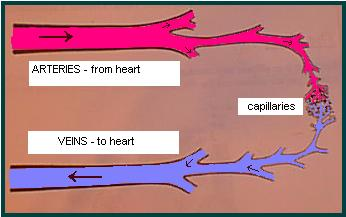 ARTERIES - from heart
capillaries
VEINS - to heart